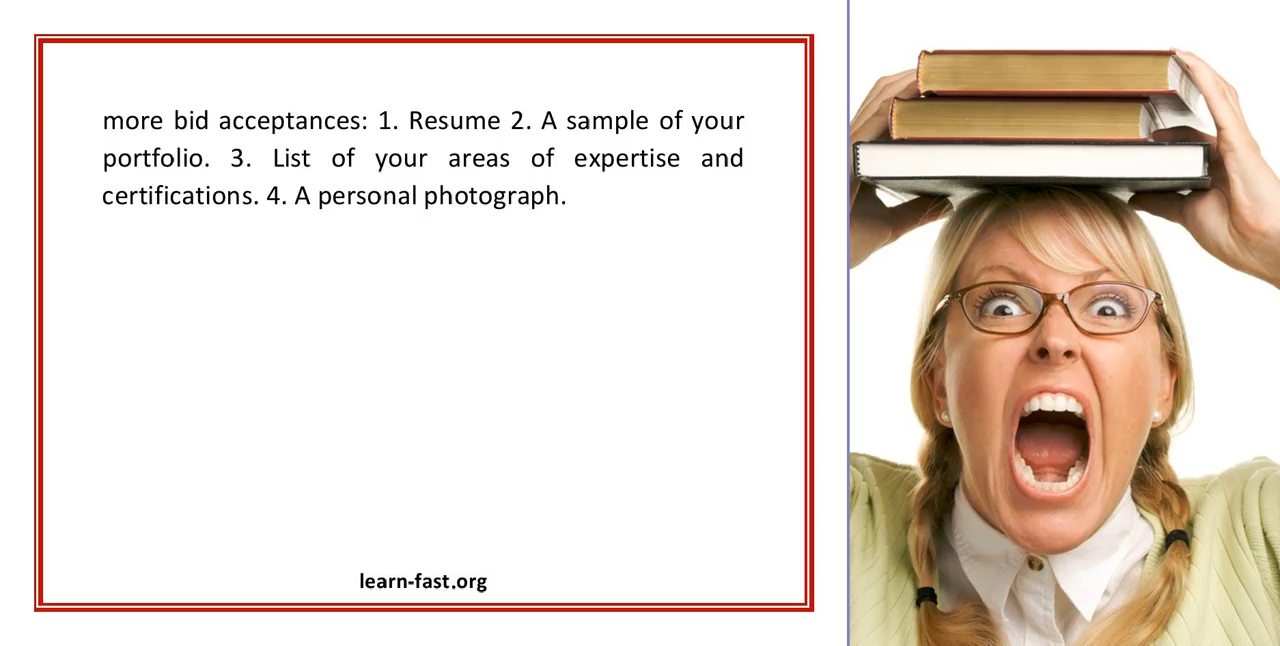 more bid acceptances: 1. Resume 2. A sample of your
portfolio. 3. List of your areas of expertise and
certifications. 4. A personal photograph.
learn-fast.org